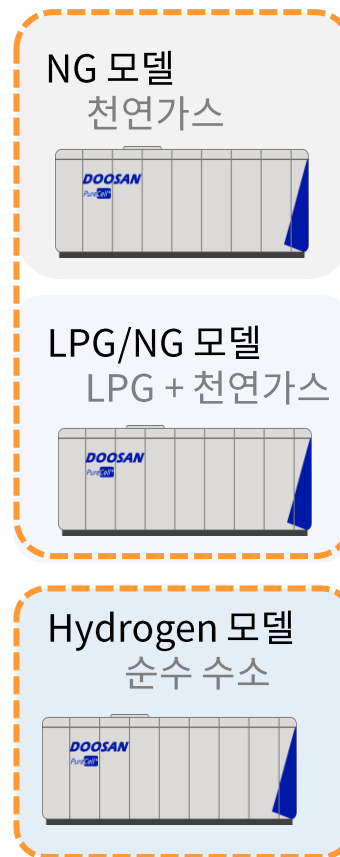 NG 모델
천연가스
DOOSAN
PureCell®
LPG/NG 모델
LPG + 천연가스
DOOSAN
PureCell®
Hydrogen 모델
순수 수소
DOOSAN
PureCell®